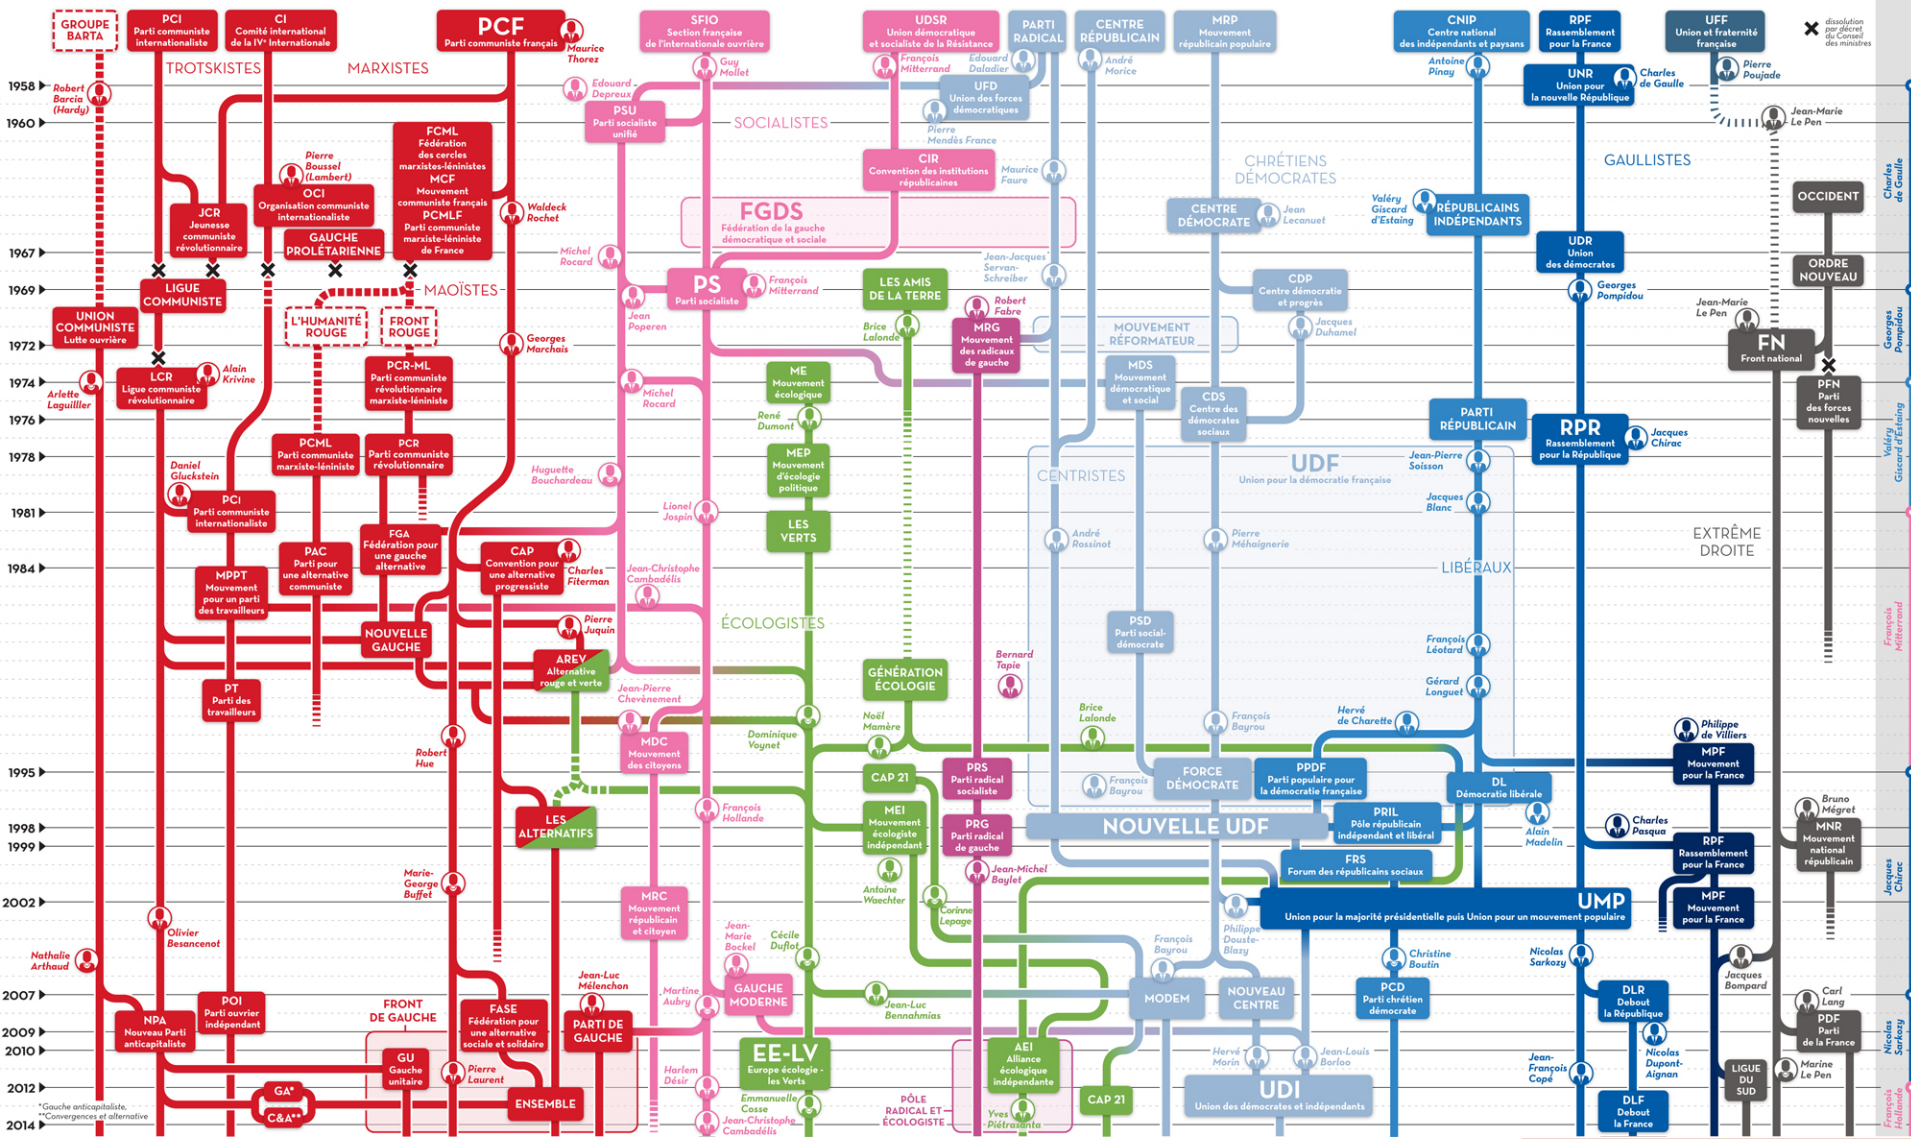 GROUPE
BARTA
PCI
Parti communiste
internationaliste
CI
Comité international
de la IVᵉ Internationale
PCF
Parti communiste français
Maurice
Thorez
SFIO
Section française
de l'internationale ouvrière
UDSR
Union démocratique
et socialiste de la Résistance
PARTI
RADICAL
CENTRE
RÉPUBLICAIN
MRP
Mouvement
républicain populaire
CNIP
Centre national
des indépendants et paysans
RPF
Rassemblement
pour la France
UFF
Union et fraternité
française
dissolution
par décret
du Conseil
des ministres
TROTSKISTES
MARXISTES
Guy
Mollet
François
Mitterrand
Edouard
Daladier
André
Morice
Antoine
Pinay
UNR
Union pour
la nouvelle République
Charles
de Gaulle
Pierre
Poujade
1958
Robert
Barcia
(Hardy)
Edouard
Depreux
PSU
Parti socialiste
unifié
UFD
Union des forces
démocratiques
Pierre
Mendès France
1960
SOCIALISTES
Jean-Marie
Le Pen
FCML
Fédération
des cercles
marxistes-léninistes
MCF
Mouvement
communiste français
PCMLF
Parti communiste
marxiste-léniniste
de France
Pierre
Boussel
(Lambert)
OCI
Organisation communiste
internationaliste
CIR
Convention des institutions
républicaines
Maurice
Faure
CHRÉTIENS
DÉMOCRATES
GAULLISTES
Charles
de Gaulle
JCR
Jeunesse
communiste
révolutionnaire
GAUCHE
PROLÉTARIENNE
Waldeck
Rochet
FGDS
Fédération de la gauche
démocratique et sociale
CENTRE
DÉMOCRATE
Jean
Lecanuet
Valéry
Giscard
d'Estaing
RÉPUBLICAINS
INDÉPENDANTS
OCCIDENT
1967
Michel
Rocard
Jean-Jacques
Servan-
Schreiber
UDR
Union
des démocrates
ORDRE
NOUVEAU
1969
LIGUE
COMMUNISTE
MAOÏSTES
PS
Parti socialiste
François
Mitterrand
LES AMIS
DE LA TERRE
CDP
Centre démocratie
et progrès
Georges
Pompidou
UNION
COMMUNISTE
Lutte ouvrière
L'HUMANITÉ
ROUGE
FRONT
ROUGE
Jean
Poperen
Brice
Lalonde
Robert
Fabre
MRG
Mouvement
des radicaux
de gauche
MOUVEMENT
RÉFORMATEUR
Jacques
Duhamel
Jean-Marie
Le Pen
FN
Front national
Georges
Pompidou
1972
Georges
Marchais
1974
Arlette
Laguillier
LCR
Ligue communiste
révolutionnaire
Alain
Krivine
PCR-ML
Parti communiste
révolutionnaire
marxiste-léniniste
Michel
Rocard
ME
Mouvement
écologique
MDS
Mouvement
démocratique
et social
CDS
Centre des
démocrates
sociaux
PFN
Parti
des forces
nouvelles
1976
René
Dumont
PARTI
RÉPUBLICAIN
RPR
Rassemblement
pour la République
Jacques
Chirac
Valéry
Giscard d'Estaing
1978
PCML
Parti communiste
marxiste-léniniste
PCR
Parti communiste
révolutionnaire
Daniel
Gluckstein
Huguette
Bouchardeau
MEP
Mouvement
d'écologie
politique
CENTRISTES
UDF
Union pour la démocratie française
Jean-Pierre
Soisson
1981
PCI
Parti communiste
internationaliste
Lionel
Jospin
LES
VERTS
Jacques
Blanc
FGA
Fédération pour
une gauche
alternative
PAC
Parti pour
une alternative
communiste
CAP
Convention pour
une alternative
progressiste
Charles
Fiterman
André
Rossinot
Pierre
Méhaignerie
LIBÉRAUX
EXTRÊME
DROITE
1984
MPPT
Mouvement
pour un parti
des travailleurs
Jean-Christophe
Cambadélis
NOUVELLE
GAUCHE
Pierre
Juquin
ÉCOLOGISTES
PSD
Parti social-
démocrate
François
Léotard
François
Mitterrand
AREV
Alternative
rouge et verte
PT
Parti des
travailleurs
Jean-Pierre
Chevènement
GÉNÉRATION
ÉCOLOGIE
Bernard
Tapie
Gérard
Longuet
Robert
Hue
MDC
Mouvement
des citoyens
Dominique
Voynet
Noël
Mamère
Brice
Lalonde
François
Bayrou
Hervé
de Charette
Philippe
de Villiers
MPF
Mouvement
pour la France
1995
CAP 21
PRS
Parti radical
socialiste
François
Bayrou
FORCE
DÉMOCRATE
PPDF
Parti populaire pour
la démocratie française
DL
Démocratie libérale
LES
ALTERNATIFS
François
Hollande
MEI
Mouvement
écologiste
indépendant
PRG
Parti radical
de gauche
NOUVELLE UDF
PRIL
Pôle républicain
indépendant et libéral
Alain
Madelin
Charles
Pasqua
Bruno
Mégret
MNR
Mouvement
national
républicain
1998
1999
Marie-
George
Buffet
Antoine
Waechter
Jean-Michel
Baylet
FRS
Forum des républicains sociaux
RPF
Rassemblement
pour la France
Jacques
Chirac
2002
Olivier
Besancenot
MRC
Mouvement
républicain
et citoyen
Corinne
Lepage
UMP
Union pour la majorité présidentielle puis Union pour un mouvement populaire
MPF
Mouvement
pour la France
Nathalie
Arthaud
Jean-
Marie
Bockel
Cécile
Duflot
François
Bayrou
Philippe
Douste-
Blazy
Christine
Boutin
Nicolas
Sarkozy
Jacques
Bompard
2007
POI
Parti ouvrier
indépendant
Jean-Luc
Mélenchon
Martine
Aubry
GAUCHE
MODERNE
Jean-Luc
Bennahmias
MODEM
NOUVEAU
CENTRE
PCD
Parti chrétien
démocrate
DLR
Debout
la République
Carl
Lang
2009
NPA
Nouveau Parti
anticapitaliste
FRONT
DE GAUCHE
FASE
Fédération pour
une alternative
sociale et solidaire
PARTI DE
GAUCHE
PDF
Parti
de la France
Nicolas
Sarkozy
2010
GU
Gauche
unitaire
Pierre
Laurent
Harlem
Désir
EE-LV
Europe écologie -
les Verts
AEI
Alliance
écologique
indépendante
Hervé
Morin
Jean-Louis
Borloo
Jean-
François
Copé
Nicolas
Dupont-
Aignan
LIGUE
DU
SUD
Marine
Le Pen
2012
GA*
C&A**
ENSEMBLE
Emmanuelle
Cosse
PÔLE
RADICAL ET
ÉCOLOGISTE
Yves
Piétrasanta
CAP 21
UDI
Union des démocrates et indépendants
DLF
Debout
la France
François
Hollande
*Gauche anticapitaliste,
**Convergences et alternative
2014
Jean-Christophe
Cambadélis